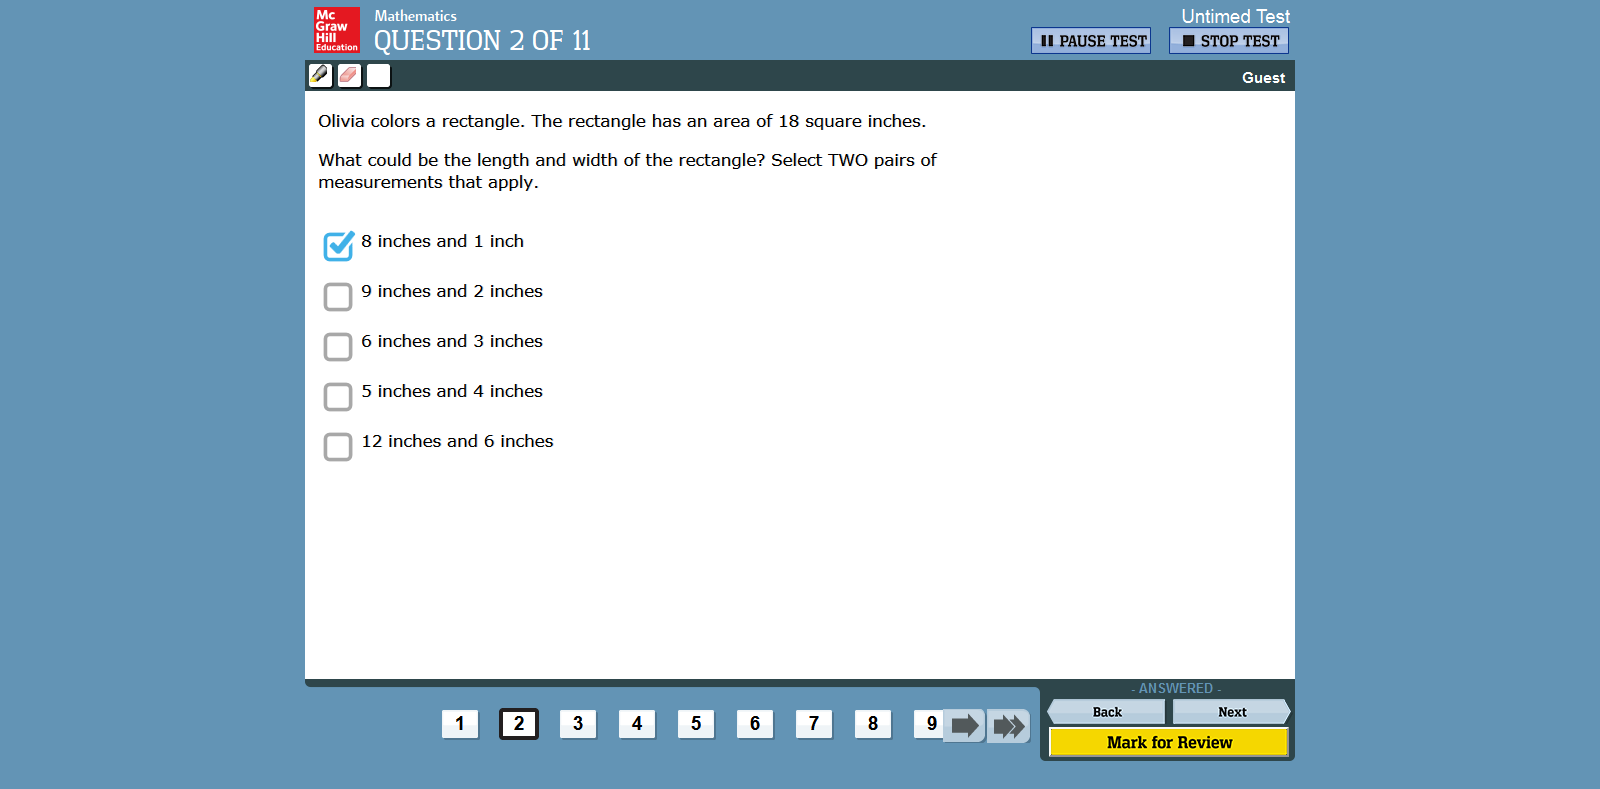 Mc
Graw
Hill
Education
Mathematics
QUESTION 2 OF 11
Untimed Test
PAUSE TEST
STOP TEST
Guest
Olivia colors a rectangle. The rectangle has an area of 18 square inches.
What could be the length and width of the rectangle? Select TWO pairs of
measurements that apply.
8 inches and 1 inch
9 inches and 2 inches
6 inches and 3 inches
5 inches and 4 inches
12 inches and 6 inches
- ANSWERED -
1 2 3 4 5 6 7 8 9
Back
Next
Mark for Review